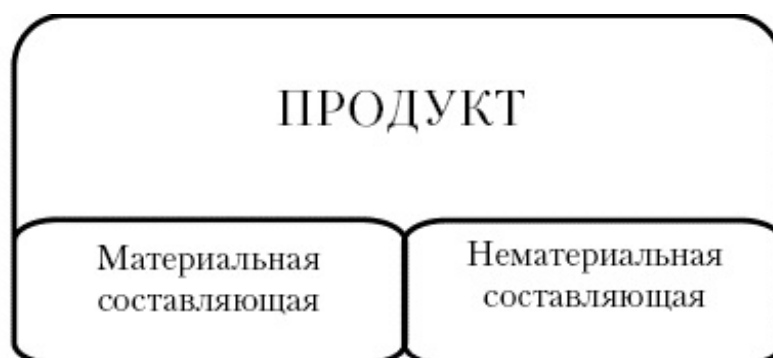 ПРОДУКТ
Материальная
составляющая
Нематериальная
составляющая